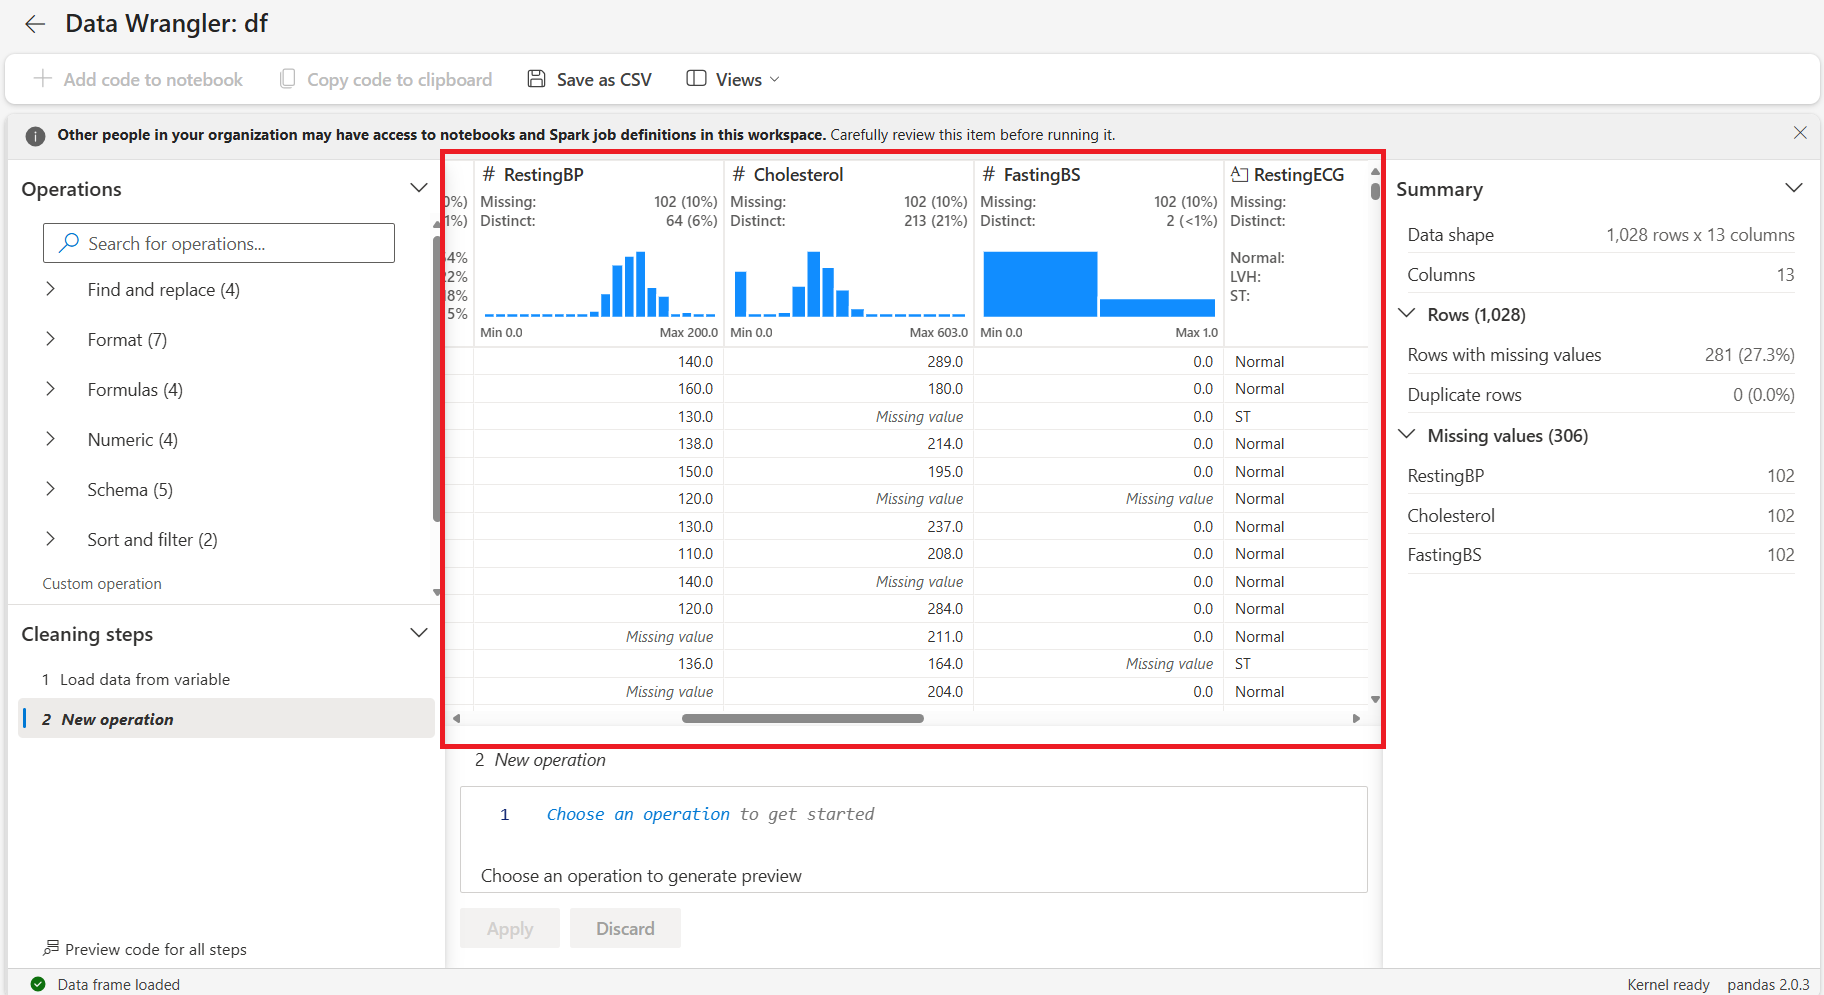 Data Wrangler: df
Add code to notebook Copy code to clipboard Save as CSV Views
Other people in your organization may have access to notebooks and Spark job definitions in this workspace. Carefully review this item before running it.
Operations
Search for operations...
Find and replace (4)
Format (7)
Formulas (4)
Numeric (4)
Schema (5)
Sort and filter (2)
Custom operation
Cleaning steps
1 Load data from variable
2 New operation
Preview code for all steps
0%) # RestingBP # Cholesterol # FastingBS RestingECG
Missing: 102 (10%) Missing: 102 (10%) Missing: 102 (10%) Missing:
1%) Distinct: 64 (6%) Distinct: 213 (21%) Distinct: 2 (<1%) Distinct:
4% Normal:
22% LVH:
8% ST:
5%
Min 0.0 Max 200.0 Min 0.0 Max 603.0 Min 0.0 Max 1.0
140.0 289.0 0.0 Normal
160.0 180.0 0.0 Normal
130.0 Missing value 0.0 ST
138.0 214.0 0.0 Normal
150.0 195.0 0.0 Normal
120.0 Missing value Missing value Normal
130.0 237.0 0.0 Normal
110.0 208.0 0.0 Normal
140.0 Missing value 0.0 Normal
120.0 284.0 0.0 Normal
Missing value 211.0 0.0 Normal
136.0 164.0 Missing value ST
Missing value 204.0 0.0 Normal
2 New operation
1 Choose an operation to get started
Choose an operation to generate preview
Apply Discard
Summary
Data shape 1,028 rows x 13 columns
Columns 13
Rows (1,028)
Rows with missing values 281 (27.3%)
Duplicate rows 0 (0.0%)
Missing values (306)
RestingBP 102
Cholesterol 102
FastingBS 102
Data frame loaded Kernel ready pandas 2.0.3